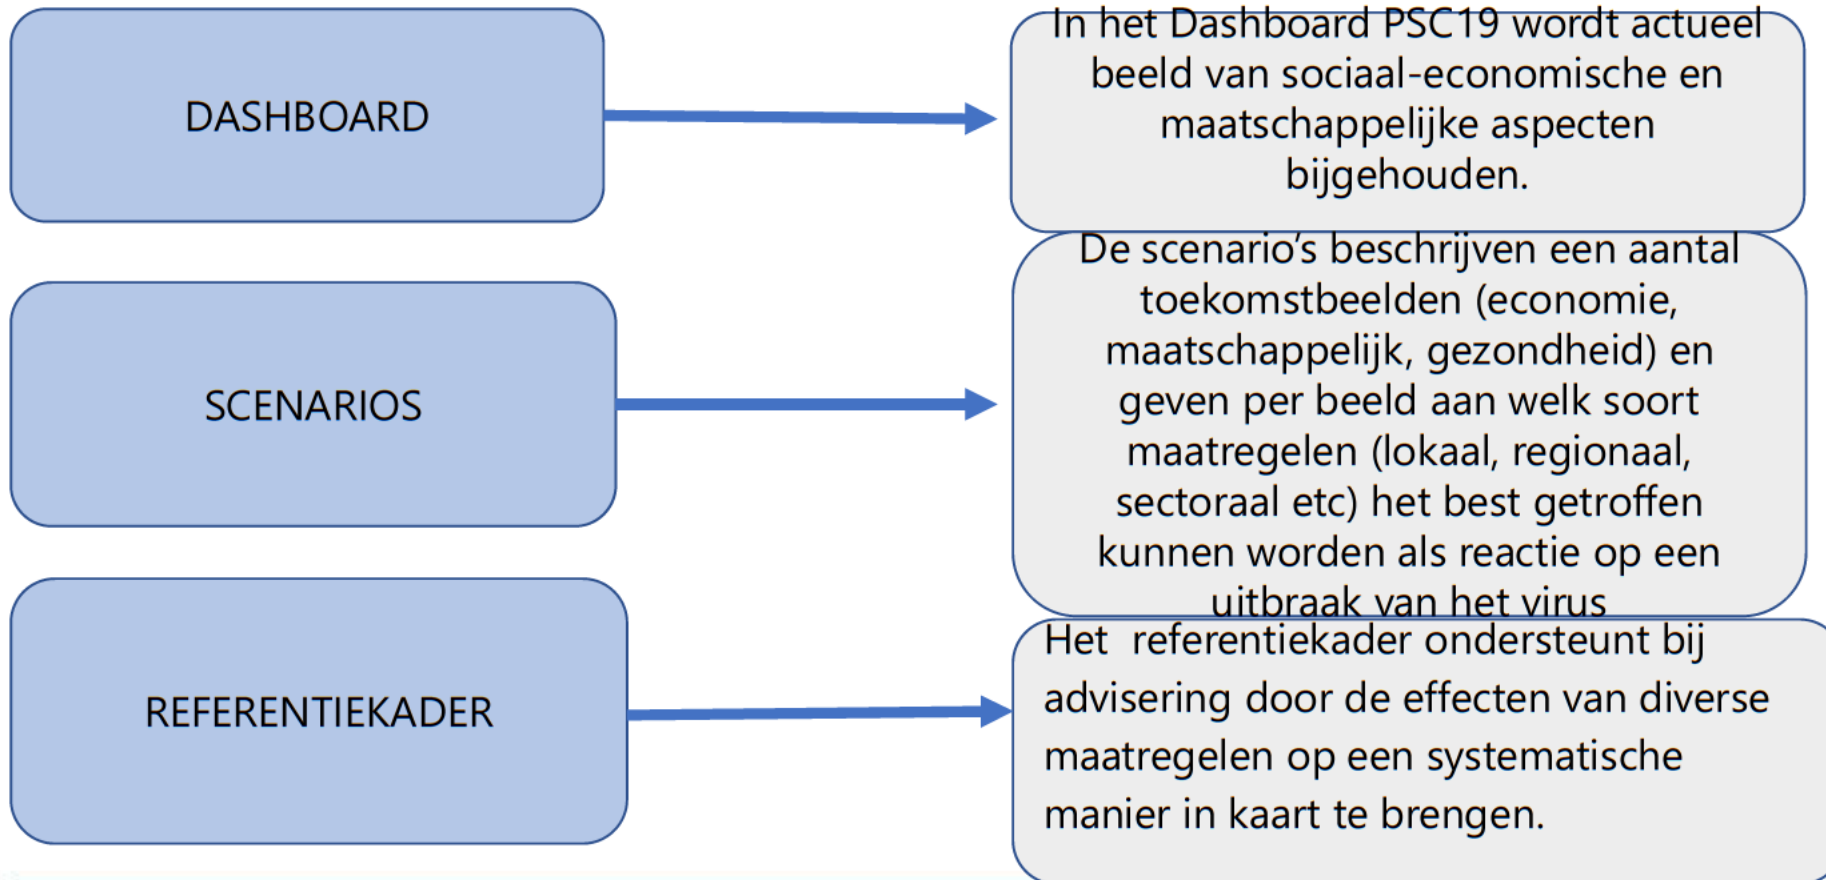 DASHBOARD
In het Dashboard PSC19 wordt actueel
beeld van sociaal-economische en
maatschappelijke aspecten
bijgehouden.
SCENARIOS
De scenario’s beschrijven een aantal
toekomstbeelden (economie,
maatschappelijk, gezondheid) en
geven per beeld aan welk soort
maatregelen (lokaal, regionaal,
sectoraal etc) het best getroffen
kunnen worden als reactie op een
uitbraak van het virus
REFERENTIEKADER
Het  referentiekader ondersteunt bij
advisering door de effecten van diverse
maatregelen op een systematische
manier in kaart te brengen.